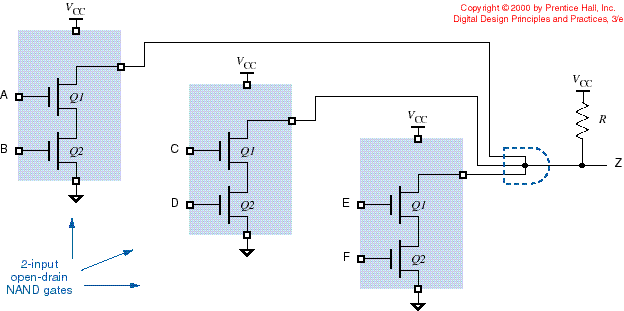 Copyright © 2000 by Prentice Hall, Inc.
Digital Design Principles and Practices, 3/e
VCC
A
Q1
B
Q2
VCC
C
Q1
D
Q2
VCC
E
Q1
F
Q2
VCC
R
Z
2-input
open-drain
NAND gates